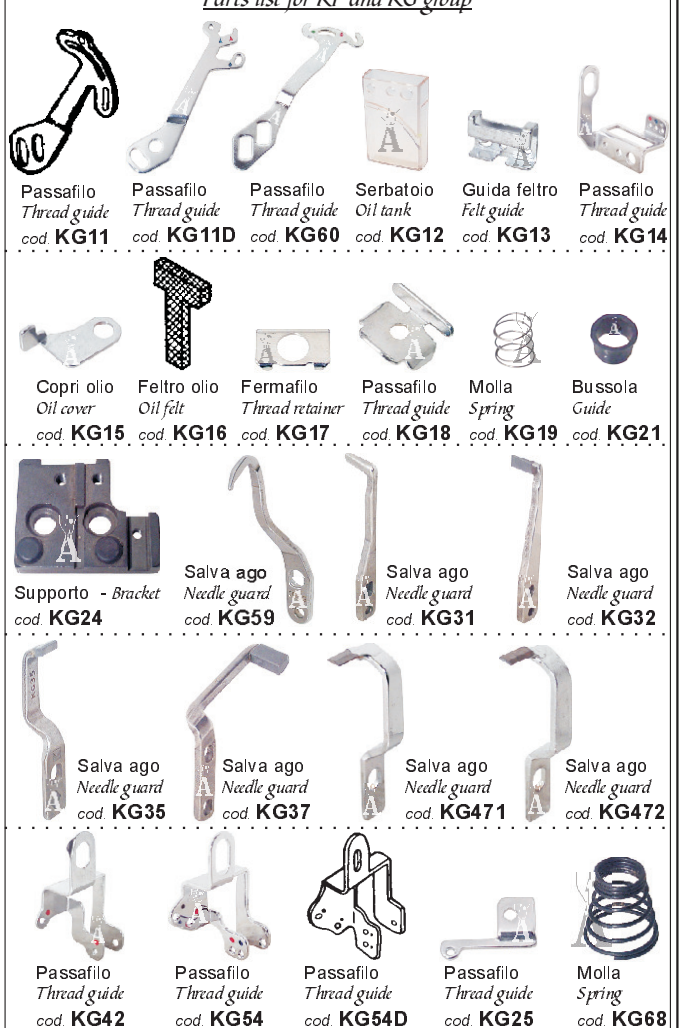 Parts list for KF and KG group
Passafilo
Thread guide
cod. KG11
Passafilo
Thread guide
cod. KG11D
Passafilo
Thread guide
cod. KG60
Serbatoio
Oil tank
cod. KG12
Guida feltro
Felt guide
cod. KG13
Passafilo
Thread guide
cod. KG14
Copri olio
Oil cover
cod. KG15
Feltro olio
Oil felt
cod. KG16
Fermafilo
Thread retainer
cod. KG17
Passafilo
Thread guide
cod. KG18
Molla
Spring
cod. KG19
Bussola
Guide
cod. KG21
Supporto - Bracket
cod. KG24
Salva ago
Needle guard
cod. KG59
Salva ago
Needle guard
cod. KG31
Salva ago
Needle guard
cod. KG32
KG35
Salva ago
Needle guard
cod. KG35
Salva ago
Needle guard
cod. KG37
Salva ago
Needle guard
cod. KG471
Salva ago
Needle guard
cod. KG472
Passafilo
Thread guide
cod. KG42
Passafilo
Thread guide
cod. KG54
Passafilo
Thread guide
cod. KG54D
Passafilo
Thread guide
cod. KG25
Molla
Spring
cod. KG68